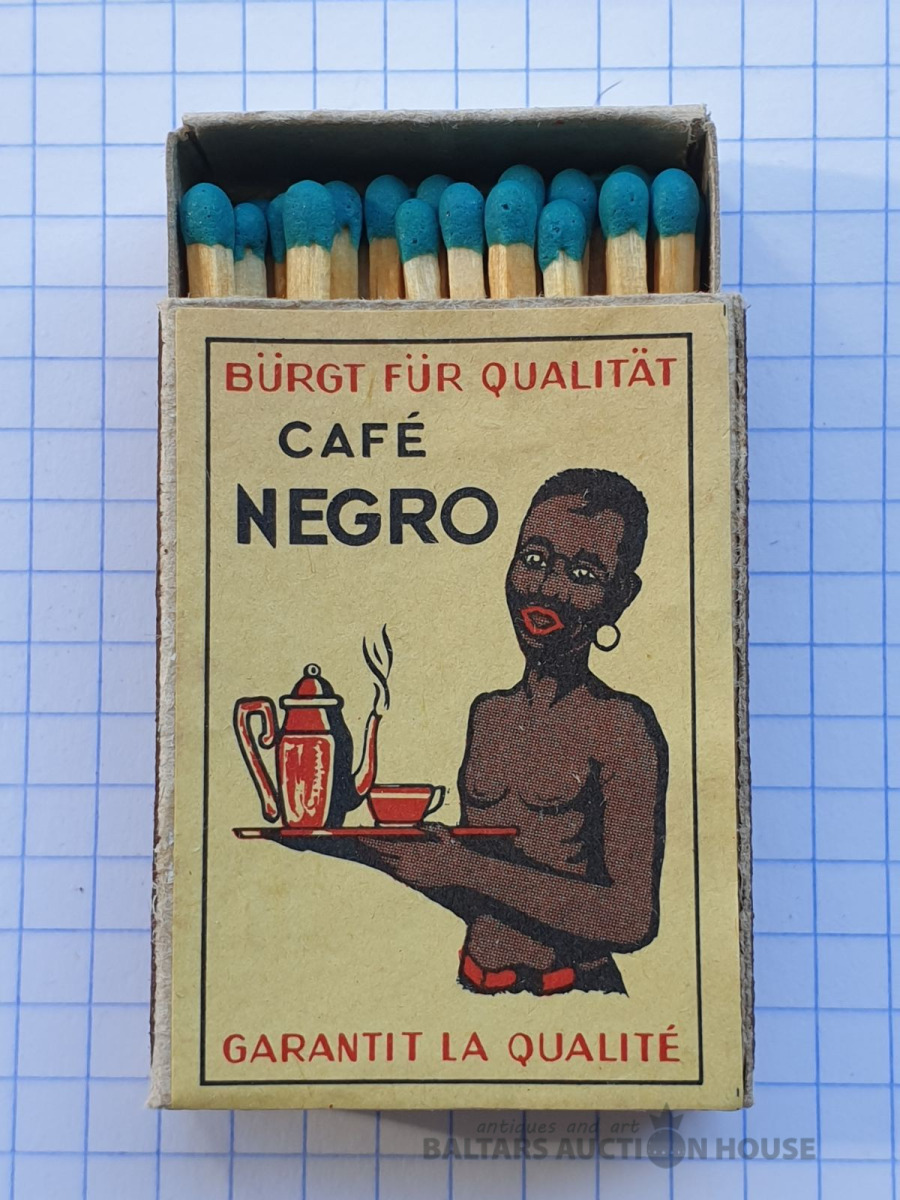 BÜRGT FÜR QUALITÄT
CAFÉ
NEGRO
GARANTIT LA QUALITÉ
antiques and art
BALTARS AUCTION HOUSE